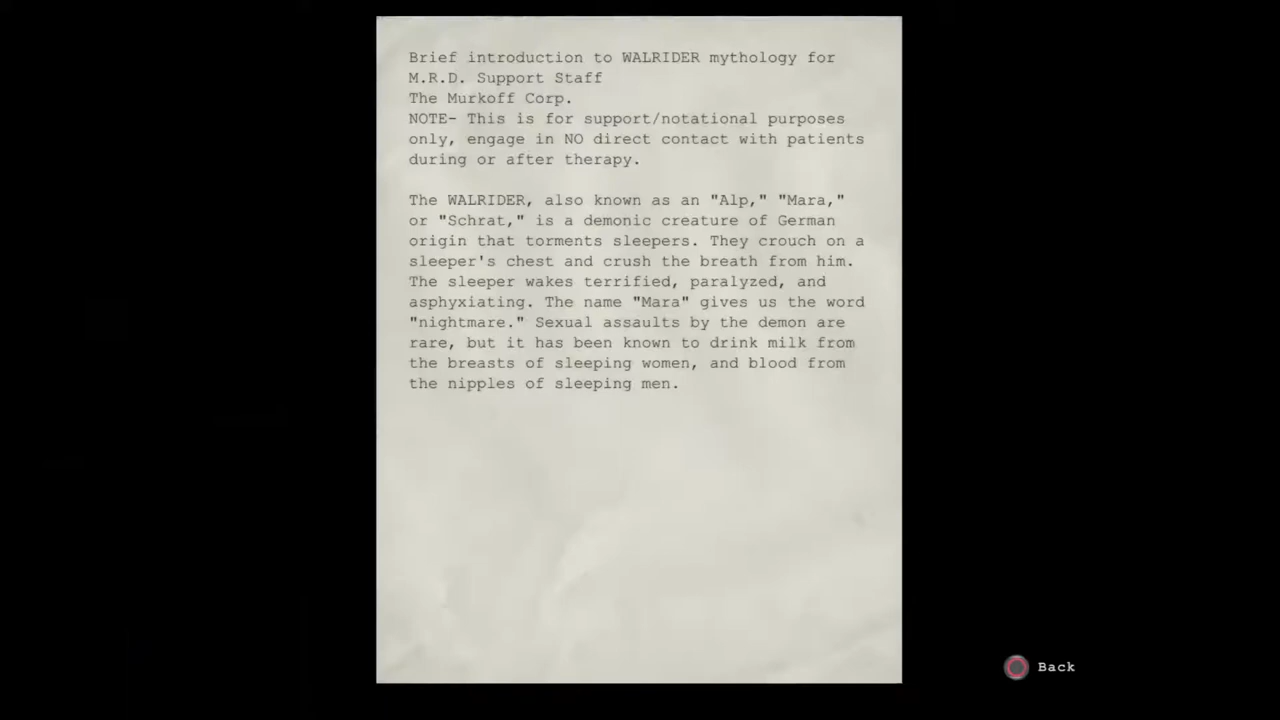 Brief introduction to WALRIDER mythology for
M.R.D. Support Staff
The Murkoff Corp.
NOTE- This is for support/notational purposes
only, engage in NO direct contact with patients
during or after therapy.
The WALRIDER, also known as an "Alp," "Mara,"
or "Schrat," is a demonic creature of German
origin that torments sleepers. They crouch on a
sleeper's chest and crush the breath from him.
The sleeper wakes terrified, paralyzed, and
asphyxiating. The name "Mara" gives us the word
"nightmare." Sexual assaults by the demon are
rare, but it has been known to drink milk from
the breasts of sleeping women, and blood from
the nipples of sleeping men.
Back